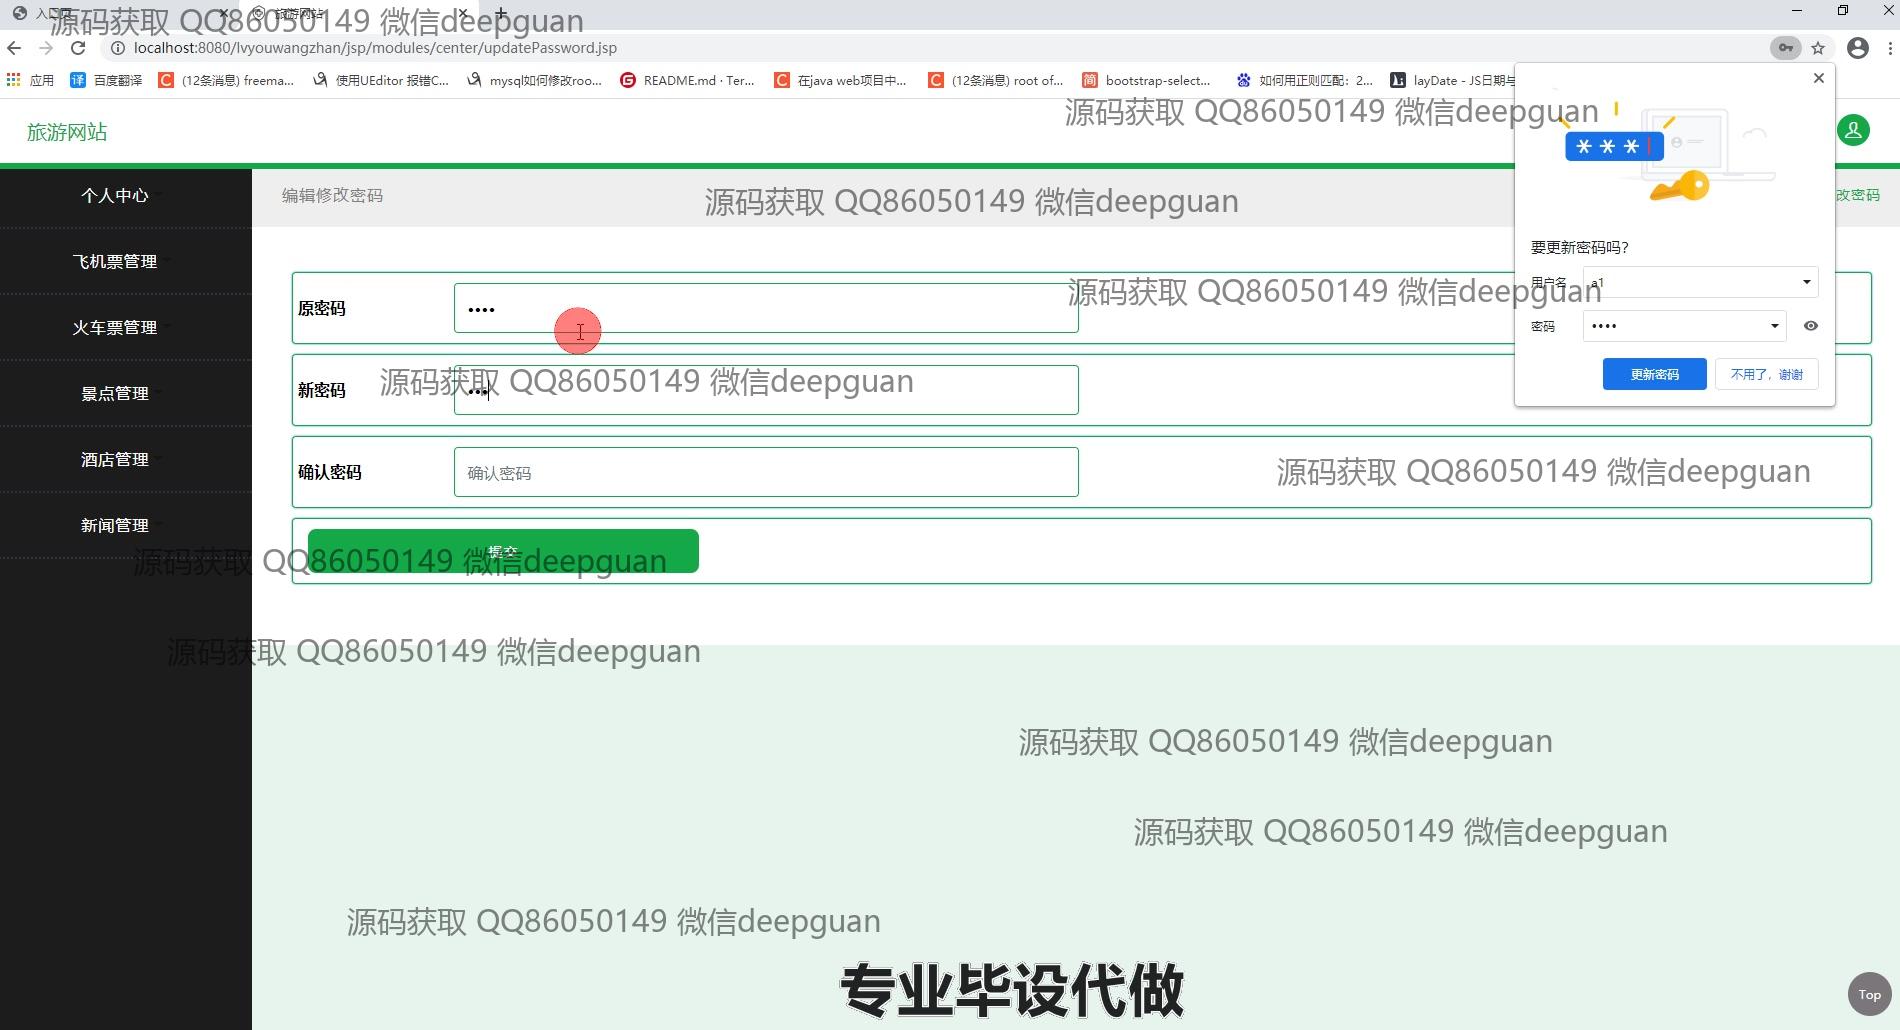 入口页
旅游网站
源码获取 QQ86050149 微信deepguan
localhost:8080/lvyouwangzhan/jsp/modules/center/updatePassword.jsp
应用
译 百度翻译
C (12条消息) freema...
使用UEditor 报错C...
mysql如何修改roo...
G README.md · Ter...
C 在java web项目中...
C (12条消息) root of...
简 bootstrap-select...
如何用正则匹配：2...
layDate - JS日期与
源码获取 QQ86050149 微信deepguan
旅游网站
***
个人中心
编辑修改密码
源码获取 QQ86050149 微信deepguan
改密码
要更新密码吗？
飞机票管理
用户名 a1
源码获取 QQ86050149 微信deepguan
原密码 ••••
火车票管理
密码 ••••
更新密码 不用了，谢谢
源码获取 QQ86050149 微信deepguan
新密码 •••
景点管理
酒店管理
确认密码 确认密码
源码获取 QQ86050149 微信deepguan
新闻管理
提交
源码获取 QQ86050149 微信deepguan
源码获取 QQ86050149 微信deepguan
源码获取 QQ86050149 微信deepguan
源码获取 QQ86050149 微信deepguan
源码获取 QQ86050149 微信deepguan
专业毕设代做
Top